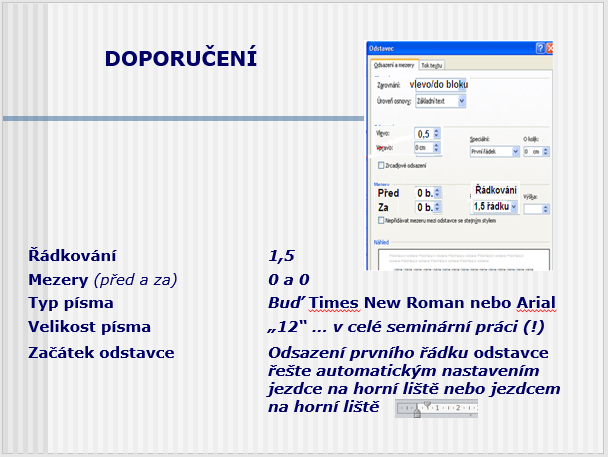 DOPORUČENÍ
Odstavec
Odsazení a mezery
Tok textu
Zarovnání: vlevo/do bloku
Úroveň osnovy: Základní text
Vlevo: 0,5
Vpravo: 0 cm
Speciální: O kolik:
První řádek 0 cm
Zrcadlové odsazení
Mezery
Před 0 b.
Za 0 b.
Řádkování Výška:
1,5 řádku
Nepřidávat mezeru mezi odstavce se stejným stylem
Náhled
Řádkování 1,5
Mezery (před a za) 0 a 0
Typ písma Buď Times New Roman nebo Arial
Velikost písma „12“ … v celé seminární práci (!)
Začátek odstavce Odsazení prvního řádku odstavce
řešte automatickým nastavením
jezdce na horní liště nebo jezdcem
na horní liště
1 2